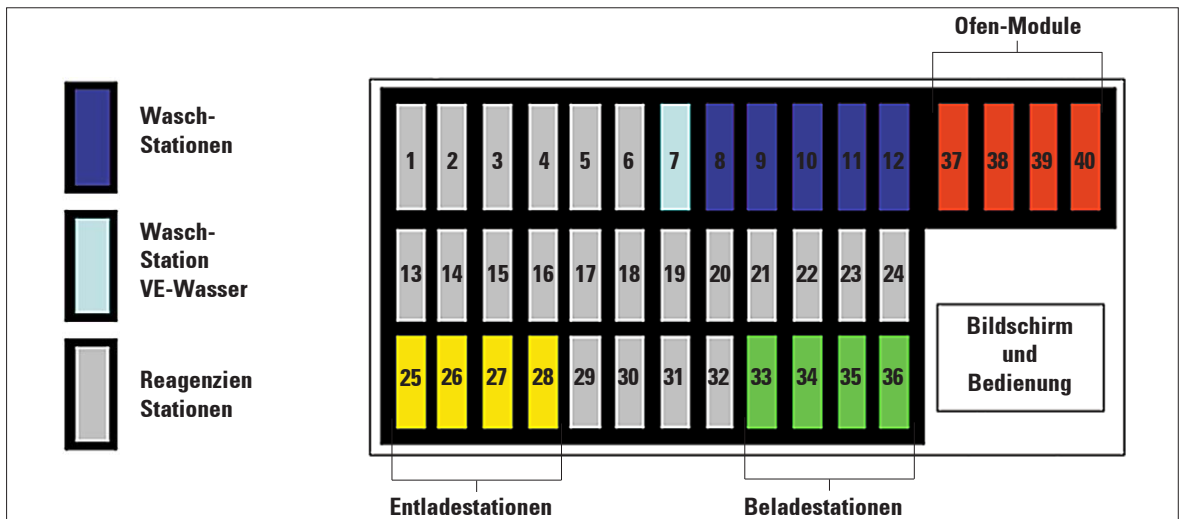 Ofen-Module
Wasch-
Stationen
1 2 3 4 5 6 7 8 9 10 11 12 37 38 39 40
Wasch-
Station
VE-Wasser
13 14 15 16 17 18 19 20 21 22 23 24
Bildschirm
und
Bedienung
Reagenzien
Stationen
25 26 27 28 29 30 31 32 33 34 35 36
Entladestationen
Beladestationen